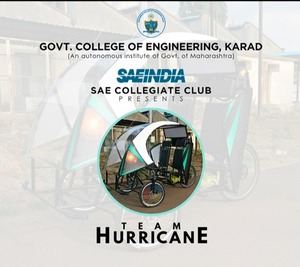 GOVT. COLLEGE OF ENGINEERING, KARAD
(An autonomous institute of Govt. of Maharashtra)
SAEINDIA
SAE COLLEGIATE CLUB
PRESENTS
TEAM
HURRICANE